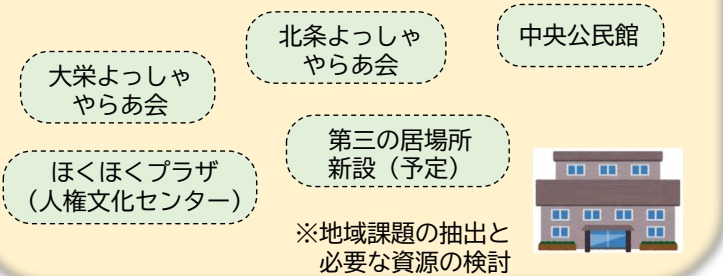 北条よっしゃ
やらあ会
中央公民館
大栄よっしゃ
やらあ会
第三の居場所
新設（予定）
ほくほくプラザ
（人権文化センター）
※地域課題の抽出と
必要な資源の検討